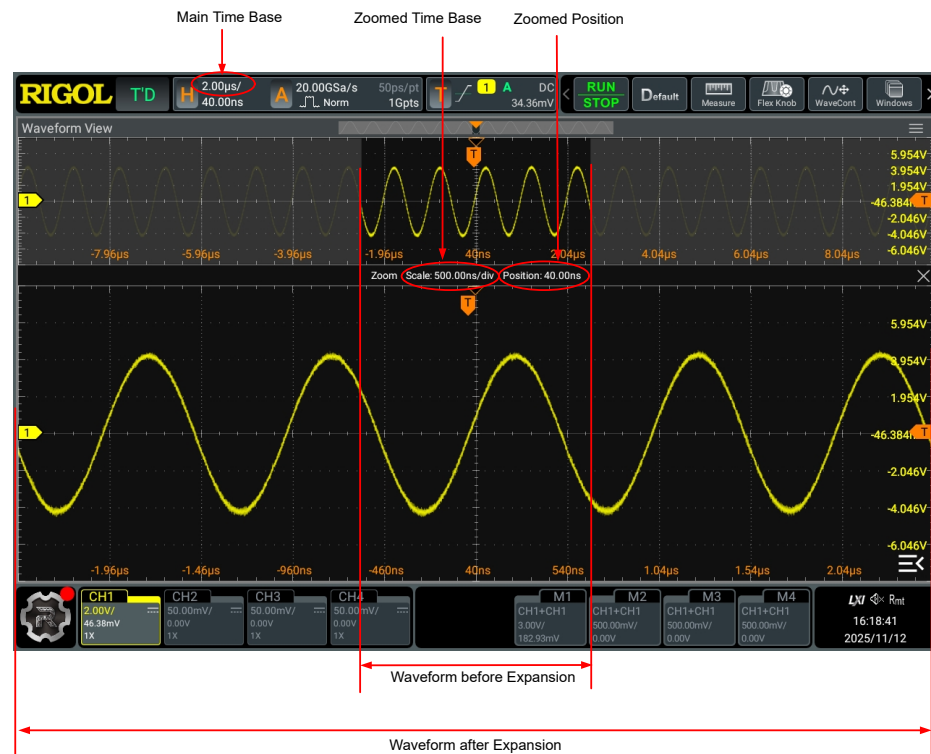 Main Time Base
Zoomed Time Base
Zoomed Position
RIGOL T'D H 2.00μs/ 40.00ns A 20.00GSa/s Norm 50ps/pt 1Gpts T 1 A DC 34.36mV < RUN STOP Default Measure Flex Knob WaveCont Windows >
Waveform View
T
5.954V
3.954V
1.954V
1 -46.384 T
-2.046V
-4.046V
-6.046V
-7.96μs -5.96μs -3.96μs -1.96μs 40ns 2.04μs 4.04μs 6.04μs 8.04μs
Zoom Scale: 500.00ns/div Position: 40.00ns
T
5.954V
3.954V
1.954V
1 -46.384 T
-2.046V
-4.046V
-6.046V
-1.96μs -1.46μs -960ns -460ns 40ns 540ns 1.04μs 1.54μs 2.04μs
CH1 CH2 CH3 CH4 M1 M2 M3 M4
2.00V/ 50.00mV/ 50.00mV/ 50.00mV/ CH1+CH1 CH1+CH1 CH1+CH1 CH1+CH1
46.38mV 0.00V 0.00V 0.00V 3.00V/ 500.00mV/ 500.00mV/ 500.00mV/
1X 1X 1X 1X 182.93mV 0.00V 0.00V 0.00V
LXI Rmt
16:18:41
2025/11/12
Waveform before Expansion
Waveform after Expansion